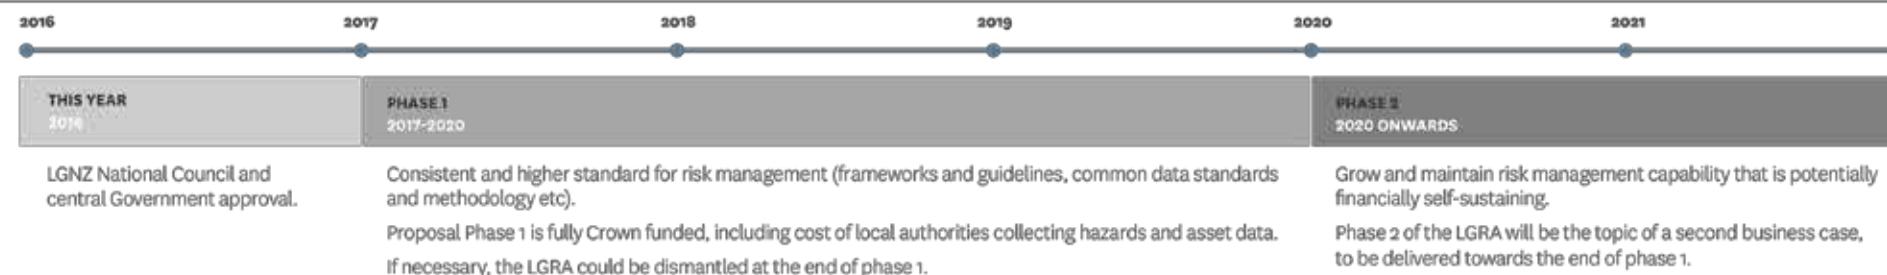 2016 2017 2018 2019 2020 2021
THIS YEAR
2016
PHASE 1
2017-2020
PHASE 2
2020 ONWARDS
LGNZ National Council and
central Government approval.
Consistent and higher standard for risk management (frameworks and guidelines, common data standards
and methodology etc).
Proposal Phase 1 is fully Crown funded, including cost of local authorities collecting hazards and asset data.
If necessary, the LGRA could be dismantled at the end of phase 1.
Grow and maintain risk management capability that is potentially
financially self-sustaining.
Phase 2 of the LGRA will be the topic of a second business case,
to be delivered towards the end of phase 1.